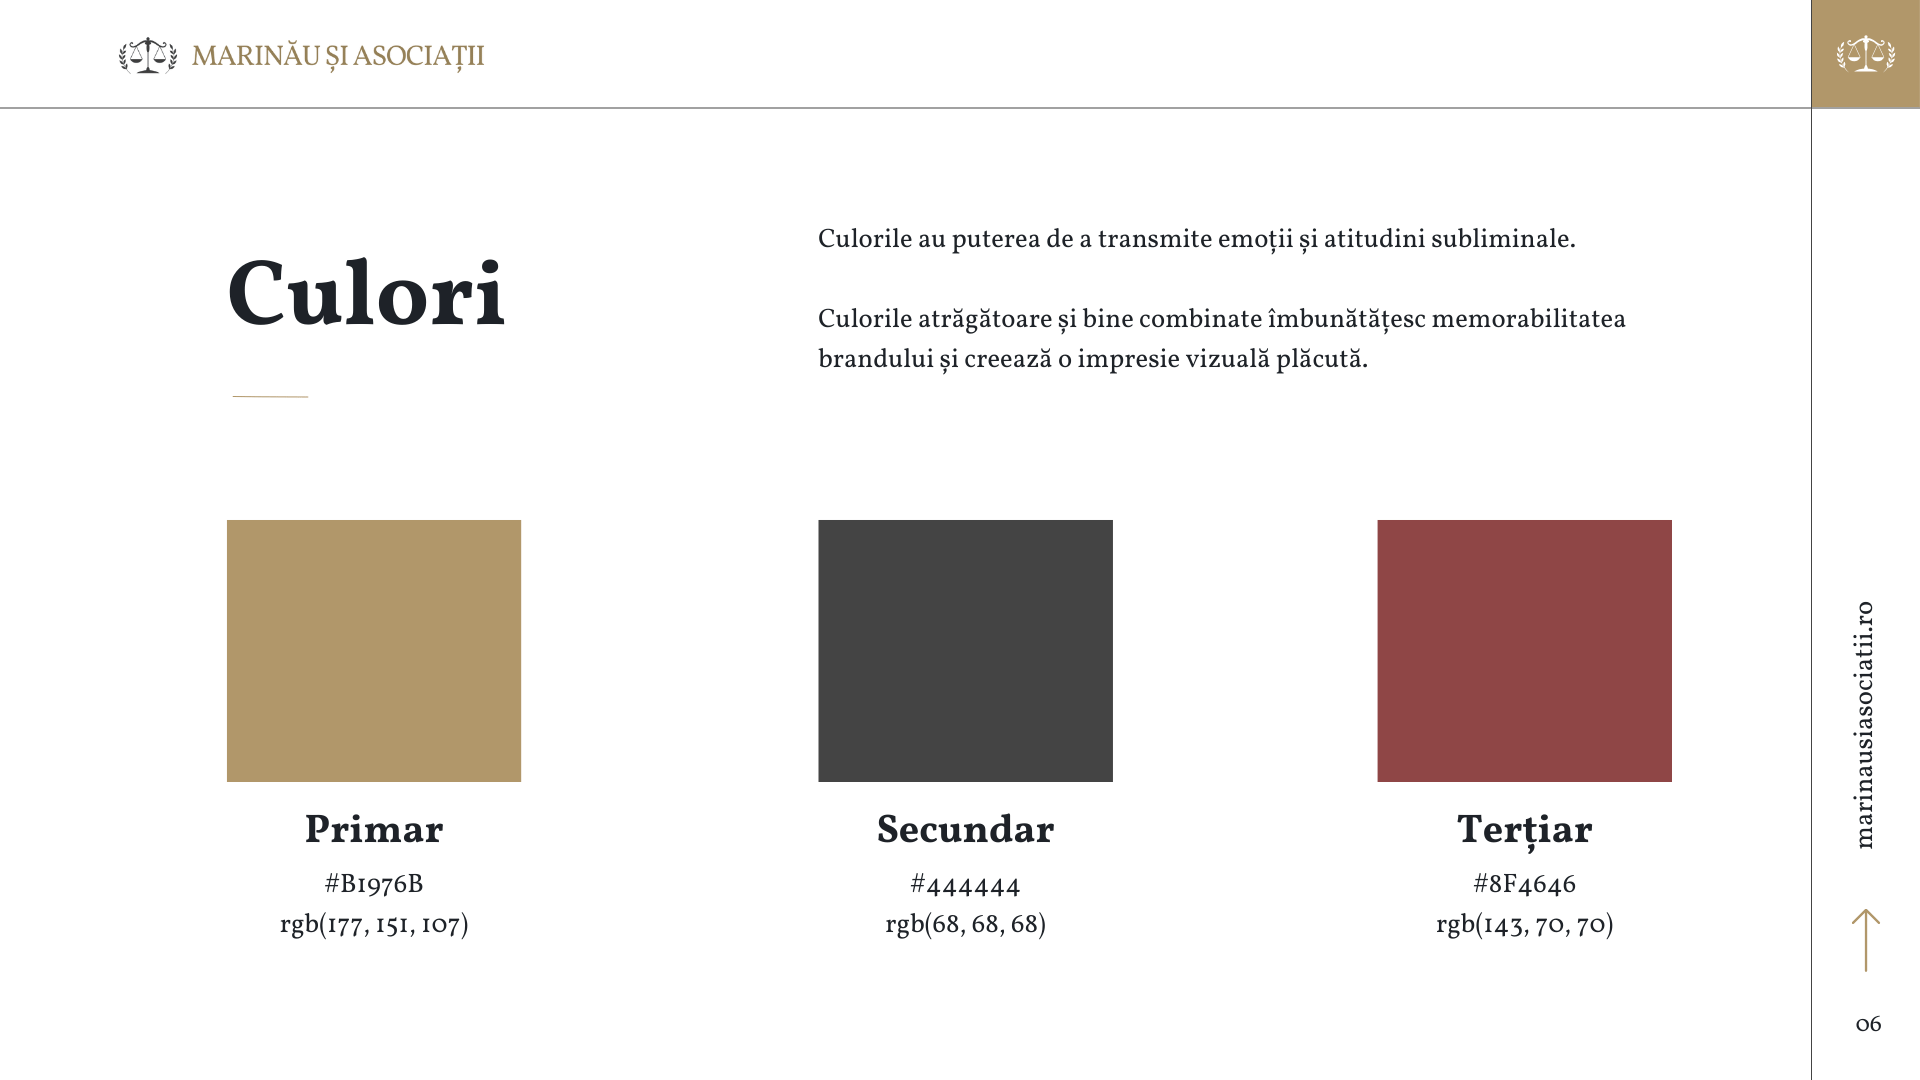 MARINĂU ȘI ASOCIAȚII
Culori
Culorile au puterea de a transmite emoții și atitudini subliminale.
Culorile atrăgătoare și bine combinate îmbunătățesc memorabilitatea
brandului și creează o impresie vizuală plăcută.
Primar
#B1976B
rgb(177, 151, 107)
Secundar
#444444
rgb(68, 68, 68)
Terțiar
#8F4646
rgb(143, 70, 70)
marinausiasociatii.ro
06